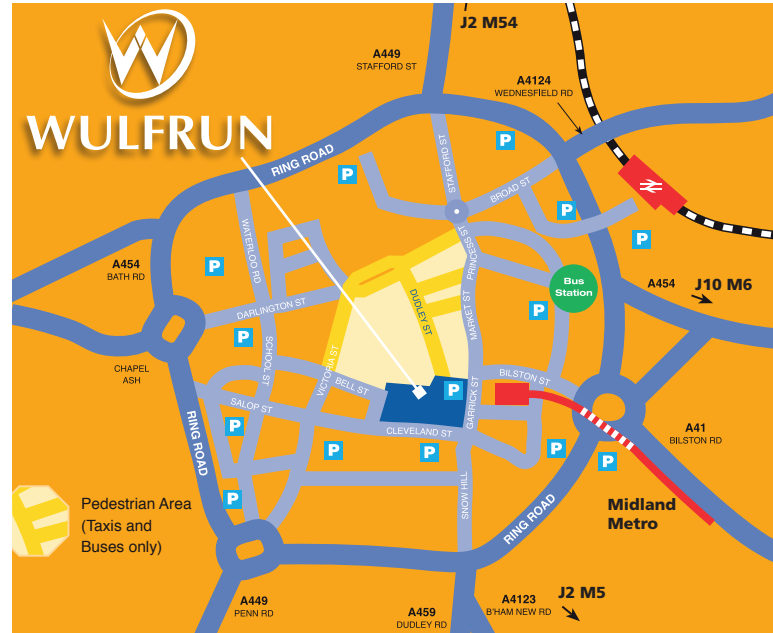 J2 M54
A449
STAFFORD ST
A4124
WEDNESFIELD RD
WULFRUN
RING ROAD
P
P
STAFFORD ST
BROAD ST
P
P
WATERLOO RD
PRINCESS ST
A454
BATH RD
P
Bus
Station
A454
J10 M6
DARLINGTON ST
DUDLEY ST
MARKET ST
P
P
CHAPEL
ASH
SCHOOL ST
VICTORIA ST
BELL ST
P
GARRICK ST
BILSTON ST
SALOP ST
RING ROAD
P
CLEVELAND ST
A41
BILSTON RD
P
P
P
P
P
Pedestrian Area
(Taxis and
Buses only)
SNOW HILL
RING ROAD
Midland
Metro
A449
PENN RD
A459
DUDLEY RD
A4123
B'HAM NEW RD
J2 M5